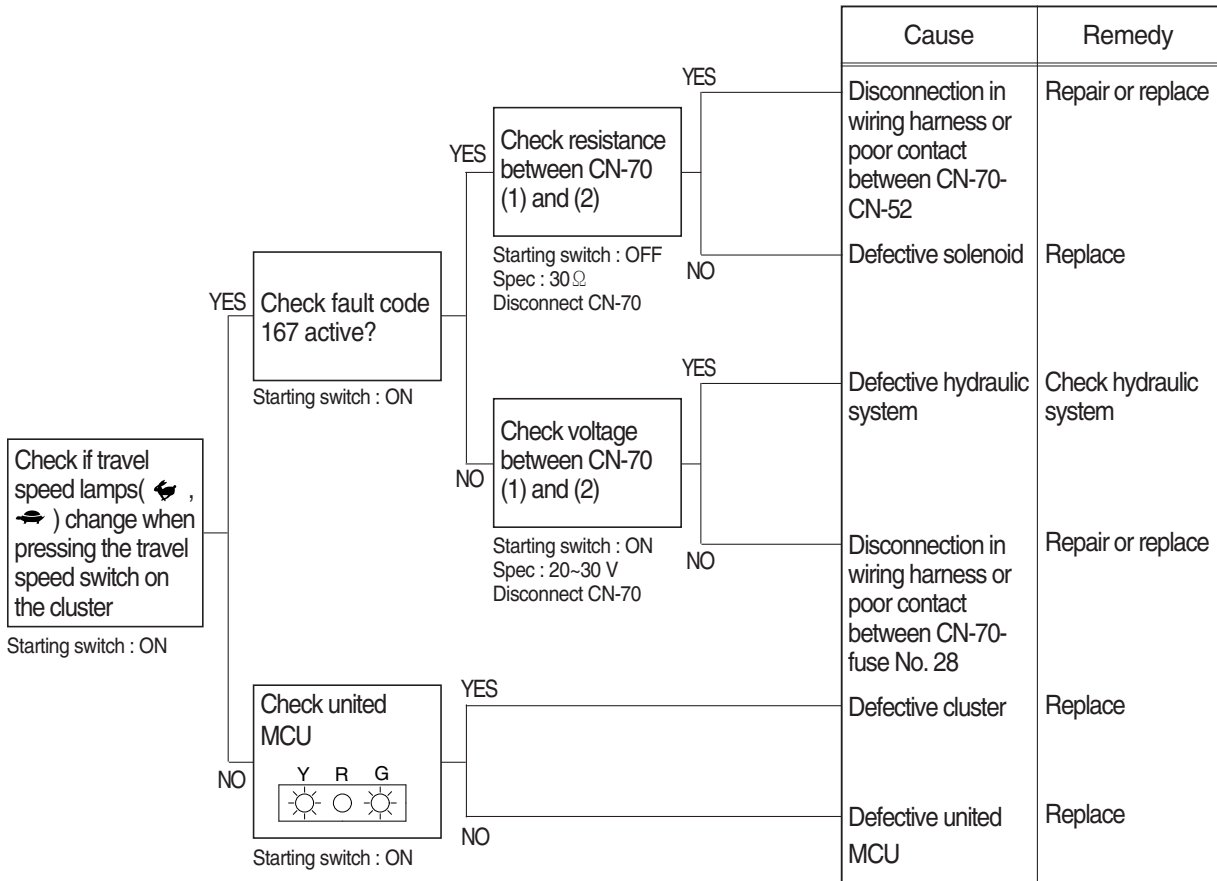 Cause
Remedy
YES
Disconnection in
wiring harness or
poor contact
between CN-70-
CN-52
Repair or replace
YES
Check resistance
between CN-70
(1) and (2)
Starting switch : OFF
Spec : 30Ω
Disconnect CN-70
NO
Defective solenoid
Replace
YES
Check fault code
167 active?
Starting switch : ON
YES
Defective hydraulic
system
Check hydraulic
system
NO
Check voltage
between CN-70
(1) and (2)
Starting switch : ON
Spec : 20~30 V
Disconnect CN-70
NO
Disconnection in
wiring harness or
poor contact
between CN-70-
fuse No. 28
Repair or replace
Check if travel
speed lamps( ,
) change when
pressing the travel
speed switch on
the cluster
Starting switch : ON
NO
Check united
MCU
Y R G
Starting switch : ON
YES
Defective cluster
Replace
NO
Defective united
MCU
Replace